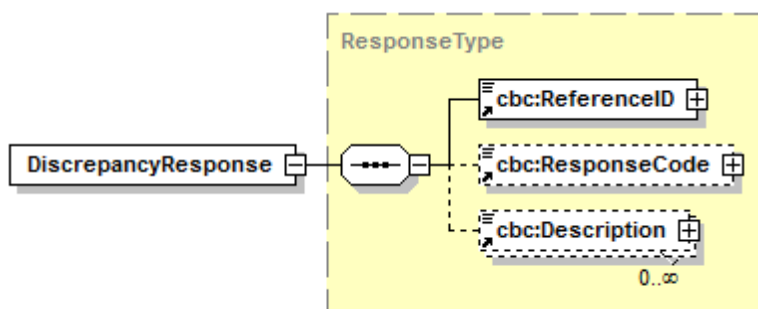 ResponseType
cbc:ReferenceID
DiscrepancyResponse
cbc:ResponseCode
cbc:Description
0..∞